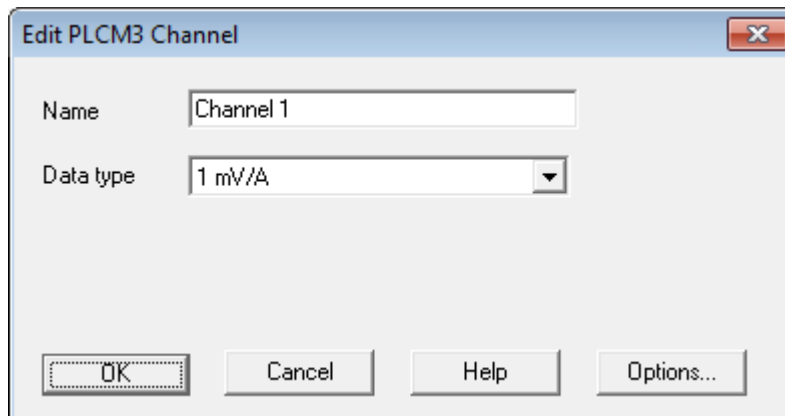 Edit PLCM3 Channel
Name Channel 1
Data type 1 mV/A
OK Cancel Help Options...